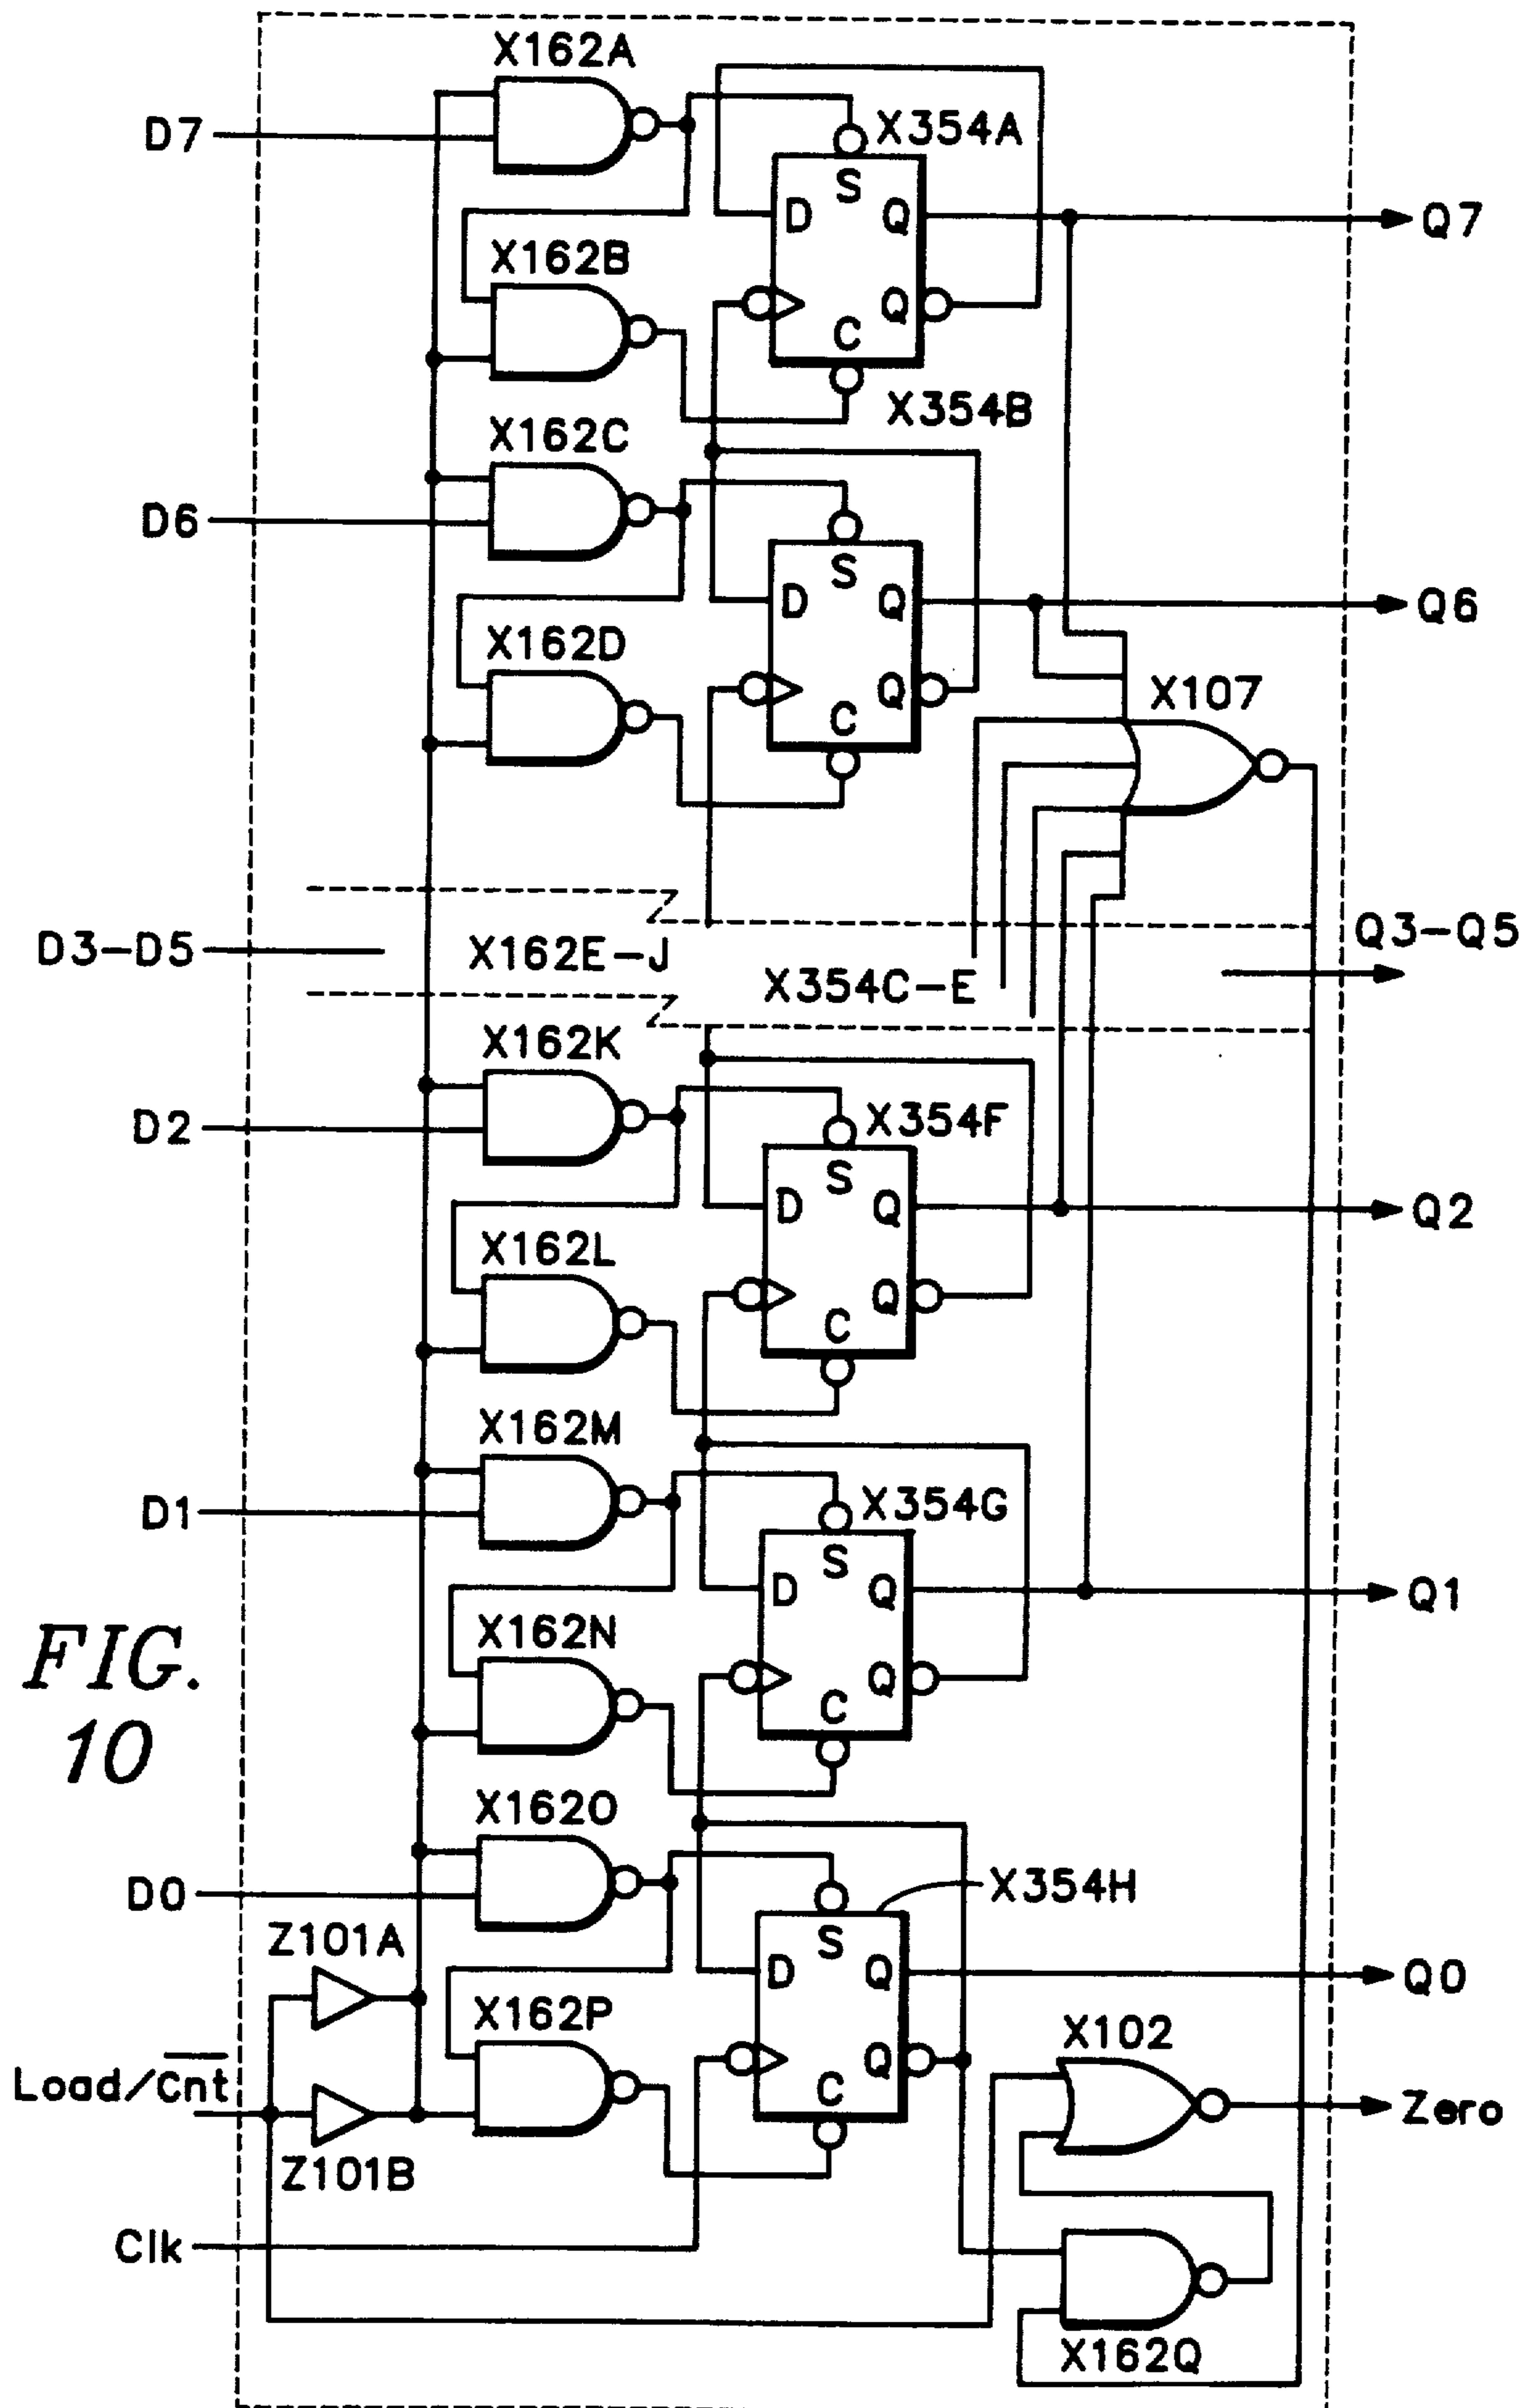 X162A
D7
X354A
S
D Q
Q7
X162B
Q
C
X354B
X162C
D6
S
D Q
Q6
X162D
X107
Q
C
D3-D5
X162E-J
X354C-E
Q3-Q5
X162K
D2
X354F
S
D Q
Q2
X162L
Q
C
X162M
D1
X354G
S
D Q
Q1
X162N
Q
C
FIG.
10
X162O
D0
X354H
S
D Q
Q0
Z101A
X162P
X102
Q
C
Load/C̅n̅t̅
Zero
Z101B
Clk
X162Q